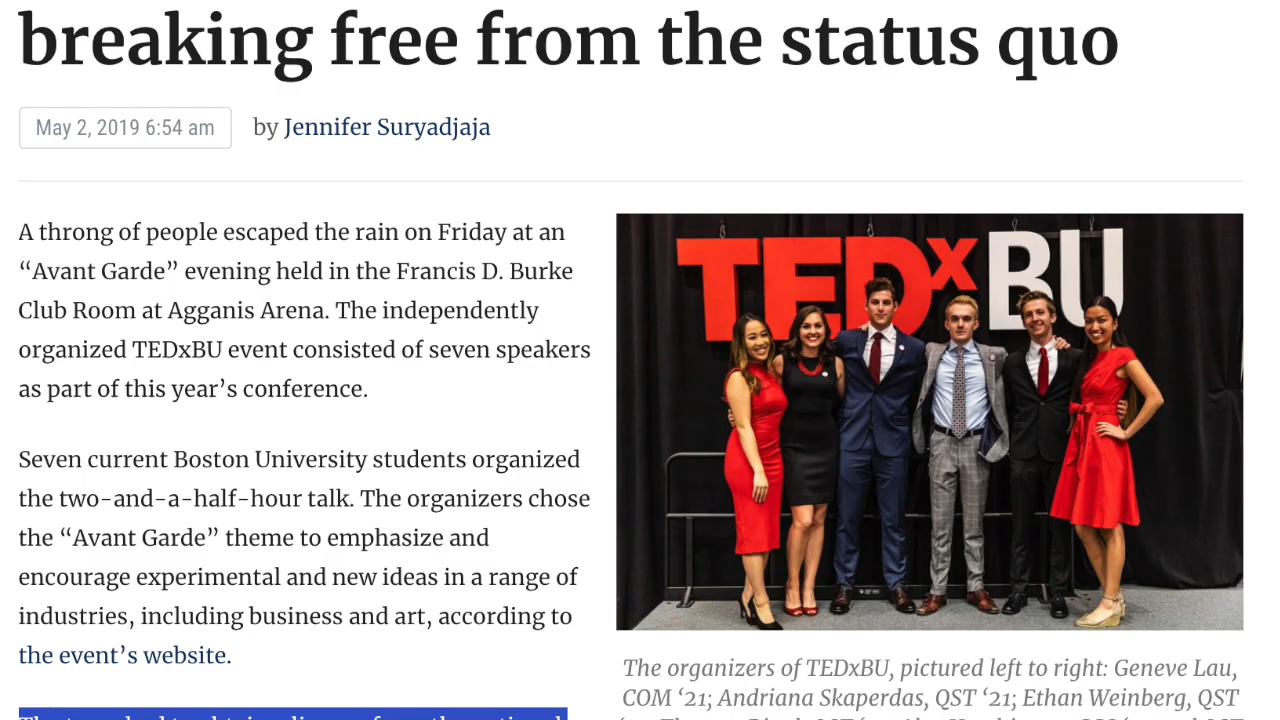 breaking free from the status quo
May 2, 2019 6:54 am by Jennifer Suryadjaja
A throng of people escaped the rain on Friday at an
“Avant Garde” evening held in the Francis D. Burke
Club Room at Agganis Arena. The independently
organized TEDxBU event consisted of seven speakers
as part of this year’s conference.
Seven current Boston University students organized
the two-and-a-half-hour talk. The organizers chose
the “Avant Garde” theme to emphasize and
encourage experimental and new ideas in a range of
industries, including business and art, according to
the event’s website.
TEDxBU
The organizers of TEDxBU, pictured left to right: Geneve Lau,
COM ‘21; Andriana Skaperdas, QST ‘21; Ethan Weinberg, QST